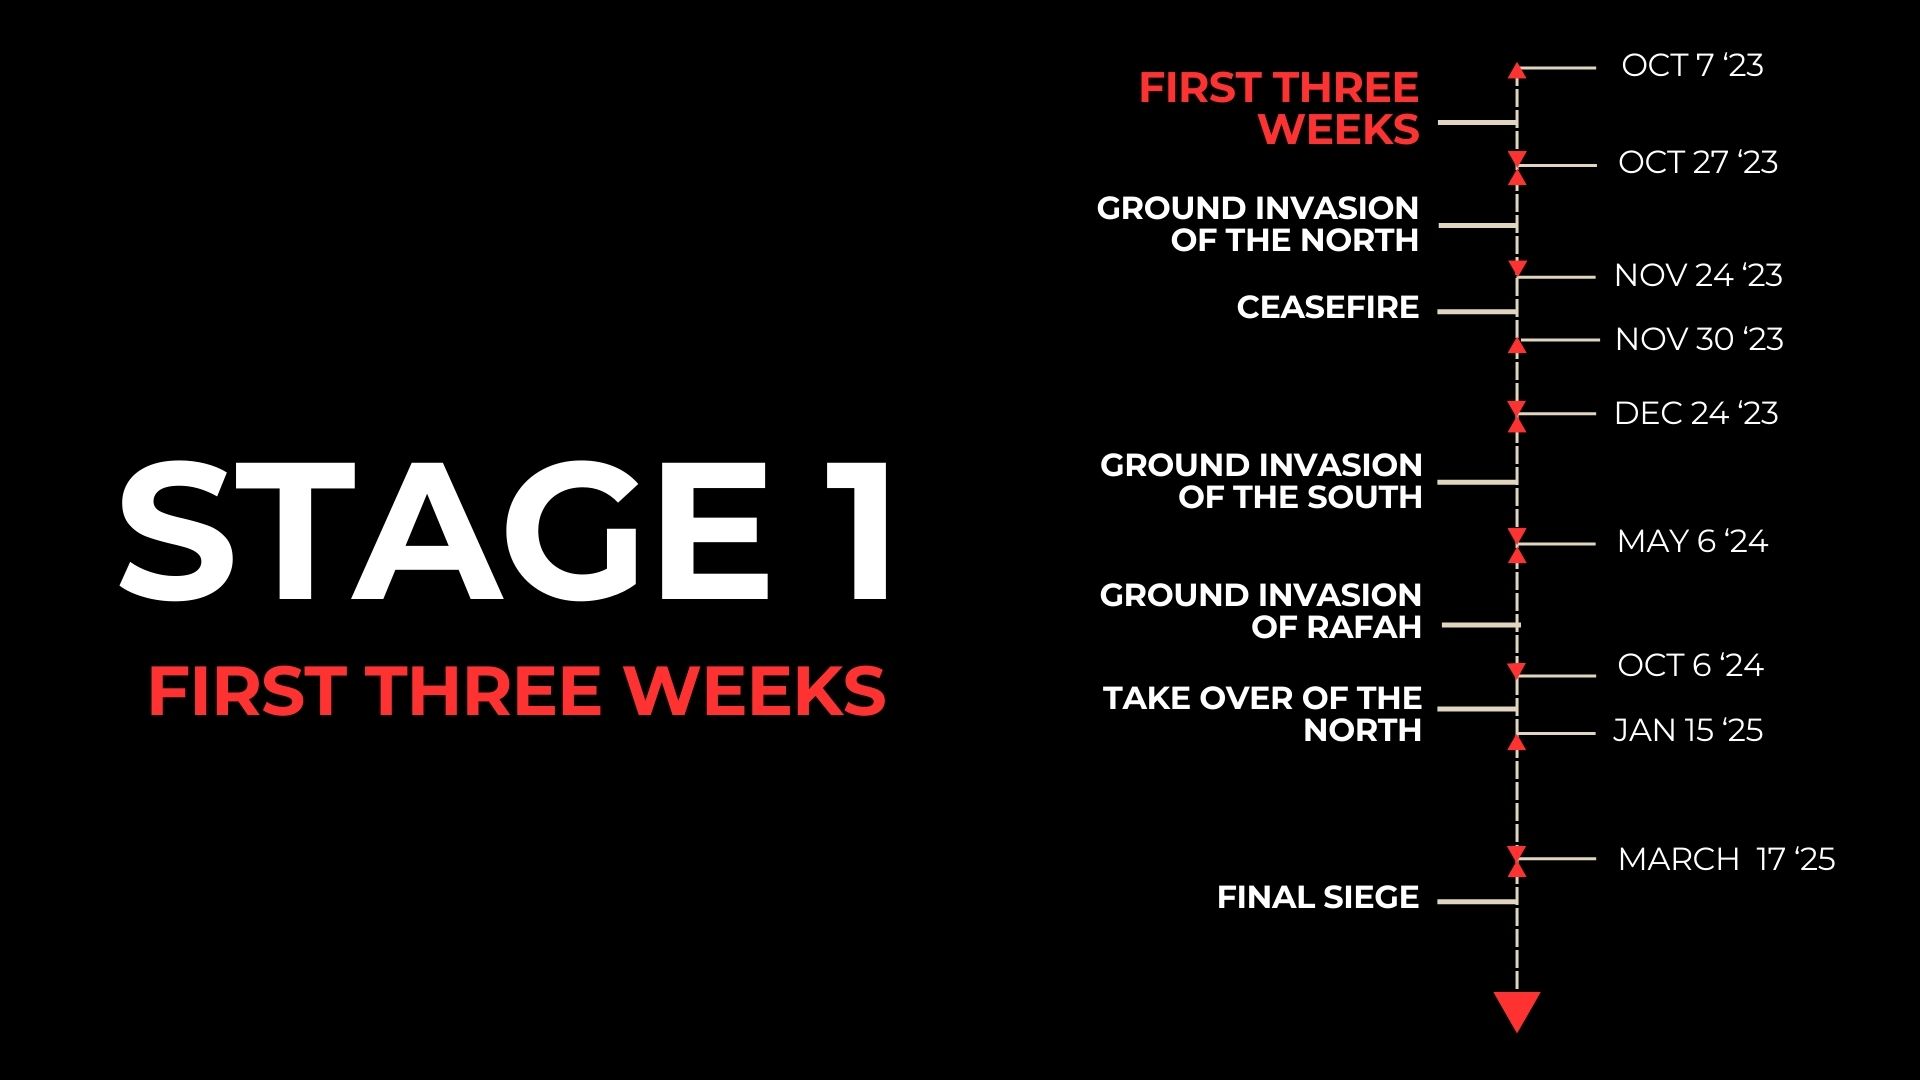 STAGE 1
FIRST THREE WEEKS
FIRST THREE
WEEKS
GROUND INVASION
OF THE NORTH
CEASEFIRE
GROUND INVASION
OF THE SOUTH
GROUND INVASION
OF RAFAH
TAKE OVER OF THE
NORTH
FINAL SIEGE
OCT 7 ‘23
OCT 27 ‘23
NOV 24 ‘23
NOV 30 ‘23
DEC 24 ‘23
MAY 6 ‘24
OCT 6 ‘24
JAN 15 ‘25
MARCH  17 ‘25